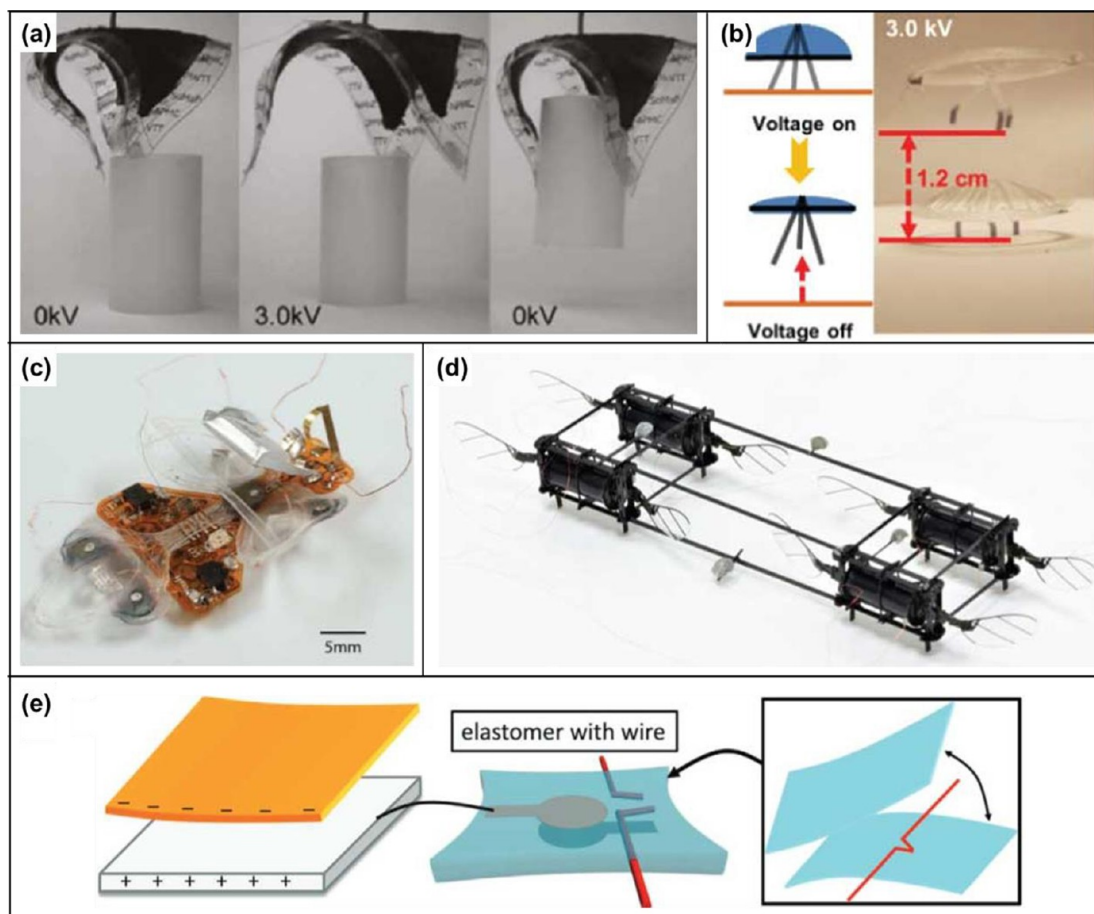 (a)
0kV
3.0kV
0kV
(b)
Voltage on
Voltage off
3.0 kV
1.2 cm
(c)
5mm
(d)
(e)
elastomer with wire
− − − − − −
+ + + + + +